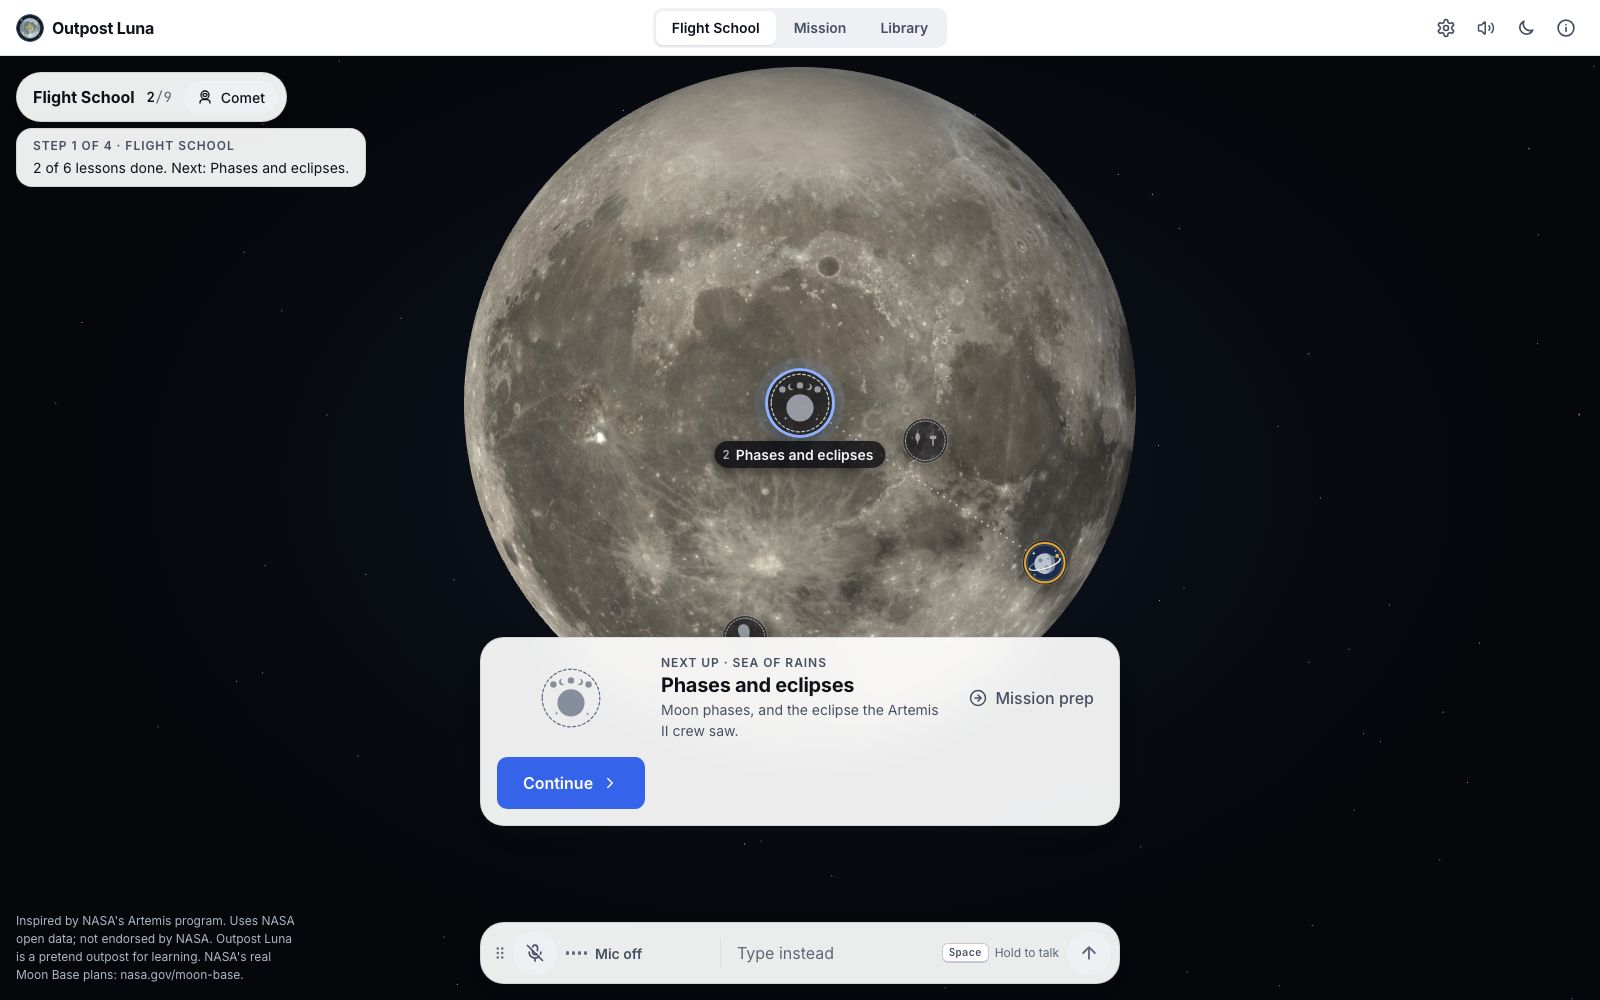 Outpost Luna
Flight School
Mission
Library
Flight School 2/9 Comet
STEP 1 OF 4 · FLIGHT SCHOOL
2 of 6 lessons done. Next: Phases and eclipses.
2 Phases and eclipses
NEXT UP · SEA OF RAINS
Phases and eclipses
Moon phases, and the eclipse the Artemis
II crew saw.
Mission prep
Continue
Inspired by NASA's Artemis program. Uses NASA
open data; not endorsed by NASA. Outpost Luna
is a pretend outpost for learning. NASA's real
Moon Base plans: nasa.gov/moon-base.
Mic off
Type instead
Space Hold to talk